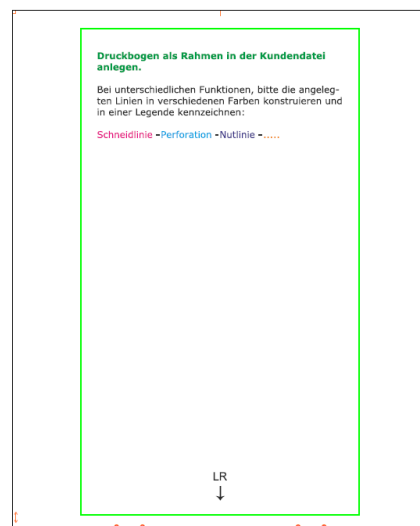 Druckbogen als Rahmen in der Kundendatei
anlegen.
Bei unterschiedlichen Funktionen, bitte die angeleg-
ten Linien in verschiedenen Farben konstruieren und
in einer Legende kennzeichnen:
Schneidlinie –Perforation –Nutlinie –.....
LR
↓